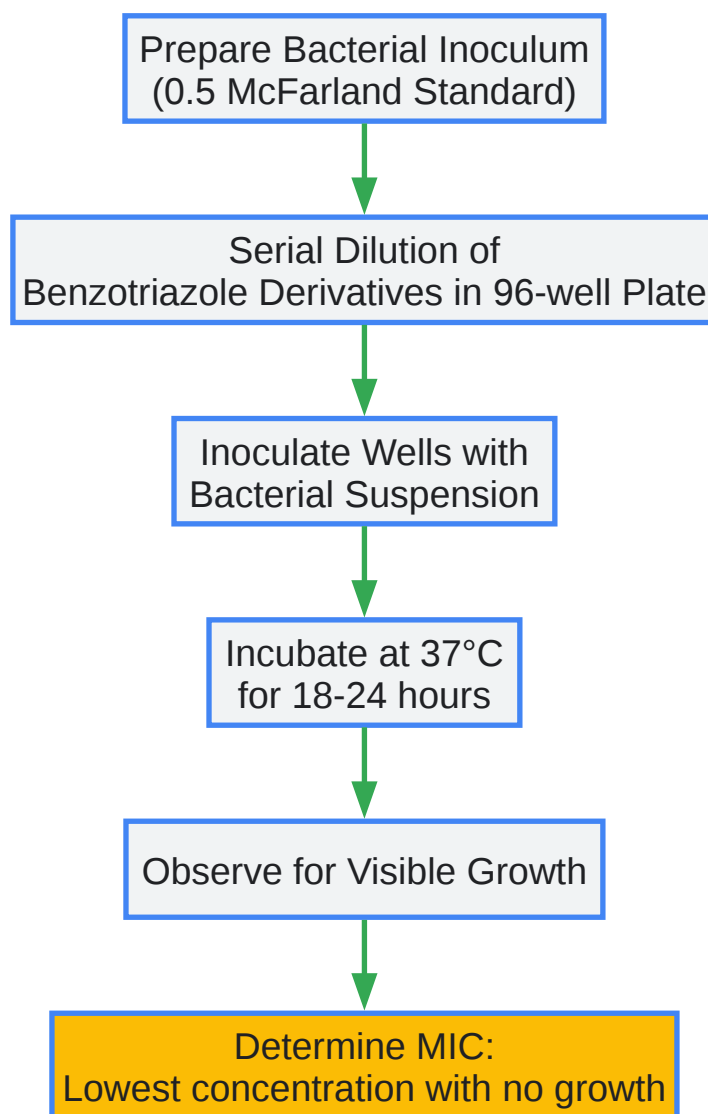 Prepare Bacterial Inoculum
(0.5 McFarland Standard)
Serial Dilution of
Benzotriazole Derivatives in 96-well Plate
Inoculate Wells with
Bacterial Suspension
Incubate at 37°C
for 18-24 hours
Observe for Visible Growth
Determine MIC:
Lowest concentration with no growth